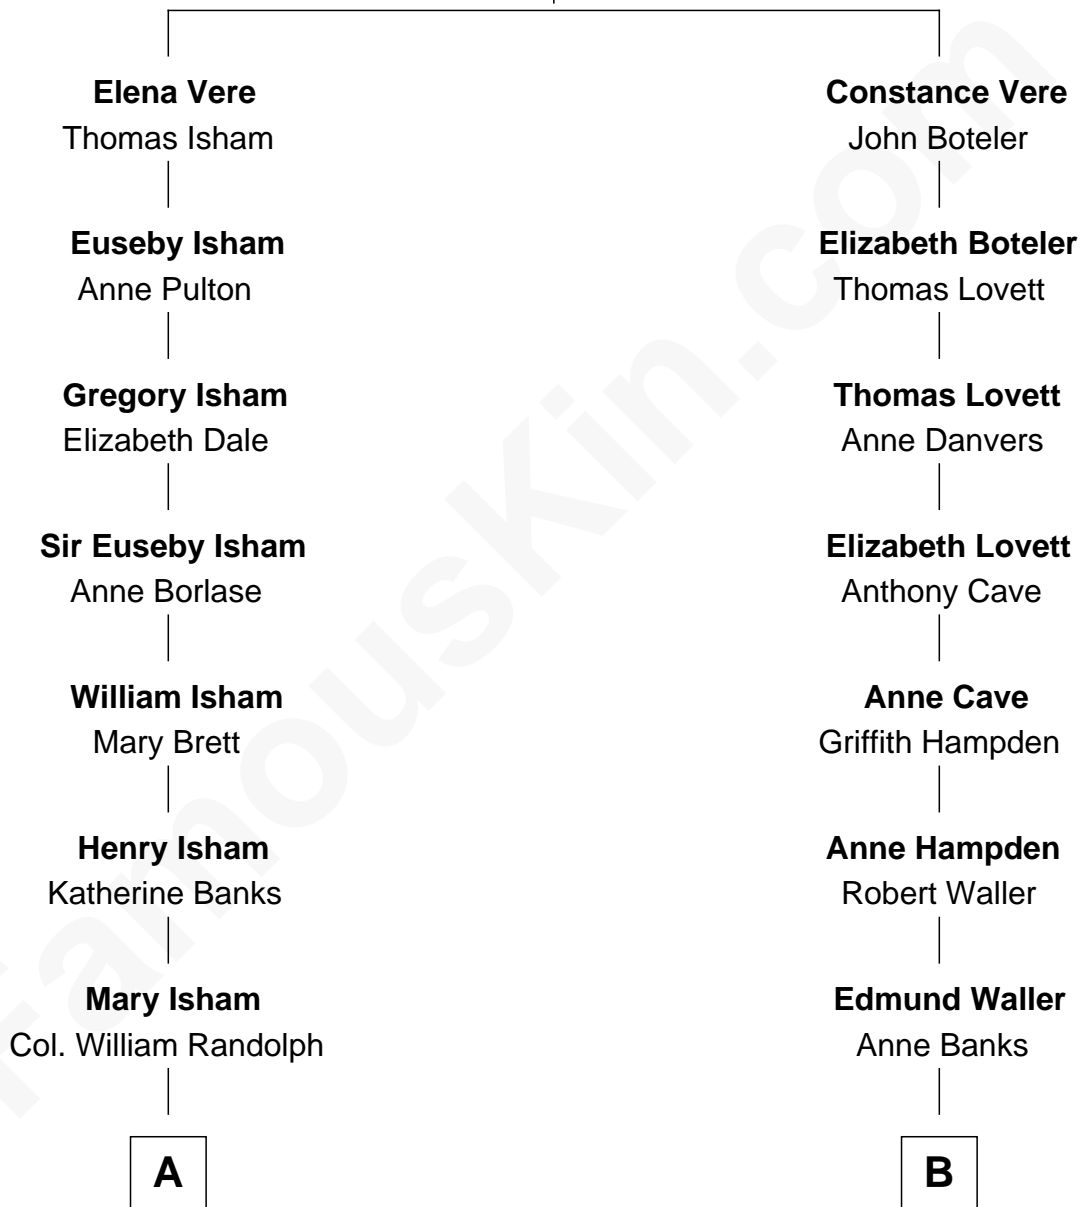 Elena Vere
Thomas Isham
Euseby Isham
Anne Pulton
Gregory Isham
Elizabeth Dale
Sir Euseby Isham
Anne Borlase
William Isham
Mary Brett
Henry Isham
Katherine Banks
Mary Isham
Col. William Randolph
A
Constance Vere
John Boteler
Elizabeth Boteler
Thomas Lovett
Thomas Lovett
Anne Danvers
Elizabeth Lovett
Anthony Cave
Anne Cave
Griffith Hampden
Anne Hampden
Robert Waller
Edmund Waller
Anne Banks
B
FamousKin.com